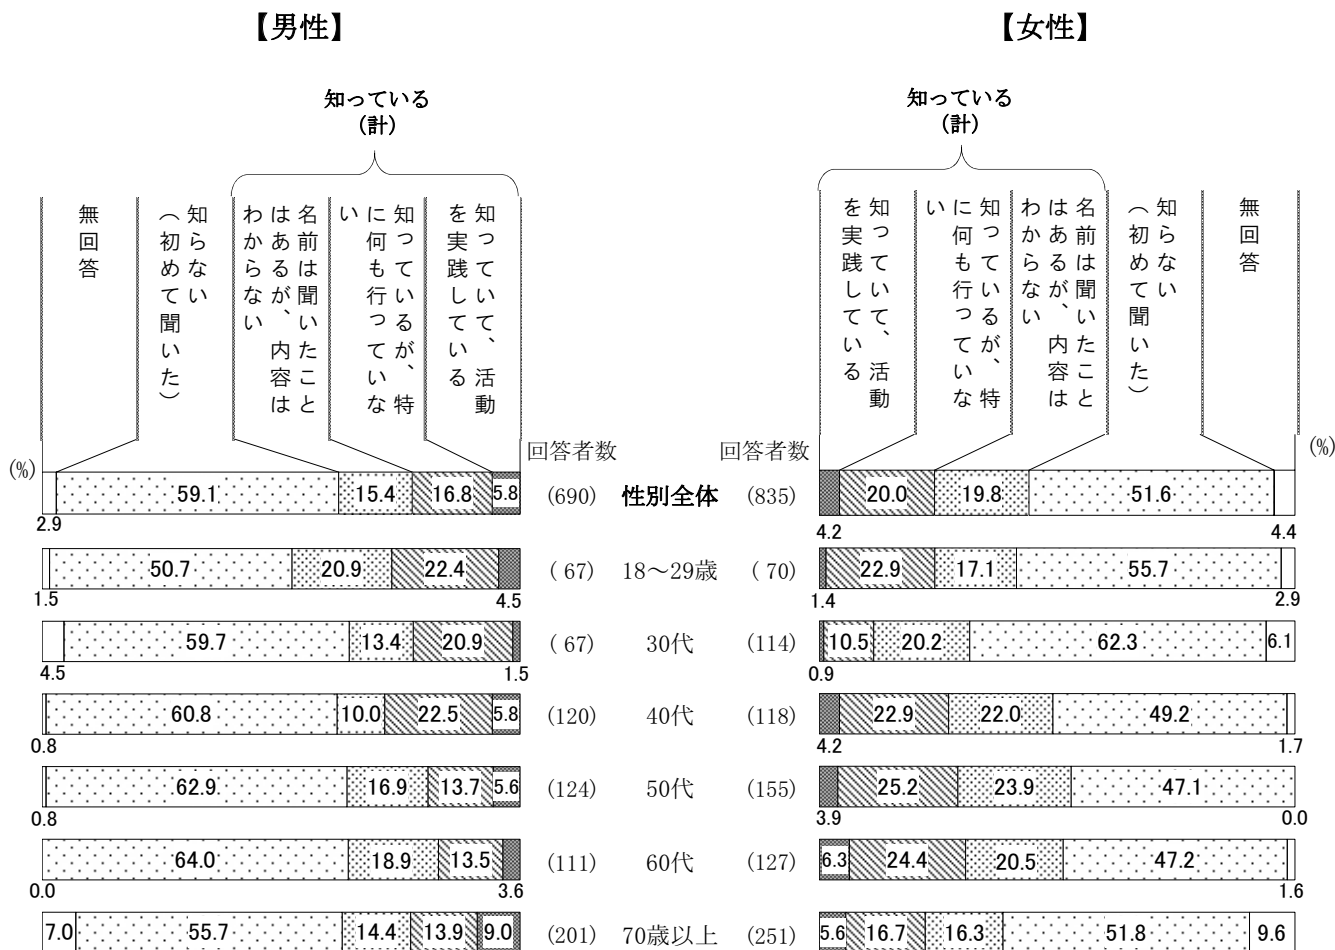 【男性】
【女性】
知っている
（計）
知っている
（計）
無回答
知らない
（初めて聞いた）
名前は聞いたこと
はあるが、内容は
わからない
知っているが、特
に何も行っていな
い
知っていて、活動
を実践している
知っていて、活動
を実践している
知っているが、特
に何も行っていな
い
名前は聞いたこと
はあるが、内容は
わからない
知らない
（初めて聞いた）
無回答
(%) 回答者数 回答者数 (%)
59.1 15.4 16.8 5.8 (690) 性別全体 (835) 20.0 19.8 51.6
2.9 4.2 4.4
50.7 20.9 22.4 ( 67) 18～29歳 ( 70) 22.9 17.1 55.7
1.5 4.5 1.4 2.9
59.7 13.4 20.9 ( 67) 30代 (114) 10.5 20.2 62.3 6.1
4.5 1.5 0.9
60.8 10.0 22.5 5.8 (120) 40代 (118) 22.9 22.0 49.2
0.8 4.2 1.7
62.9 16.9 13.7 5.6 (124) 50代 (155) 25.2 23.9 47.1
0.8 3.9 0.0
64.0 18.9 13.5 (111) 60代 (127) 6.3 24.4 20.5 47.2
0.0 3.6 1.6
7.0 55.7 14.4 13.9 9.0 (201) 70歳以上 (251) 5.6 16.7 16.3 51.8 9.6